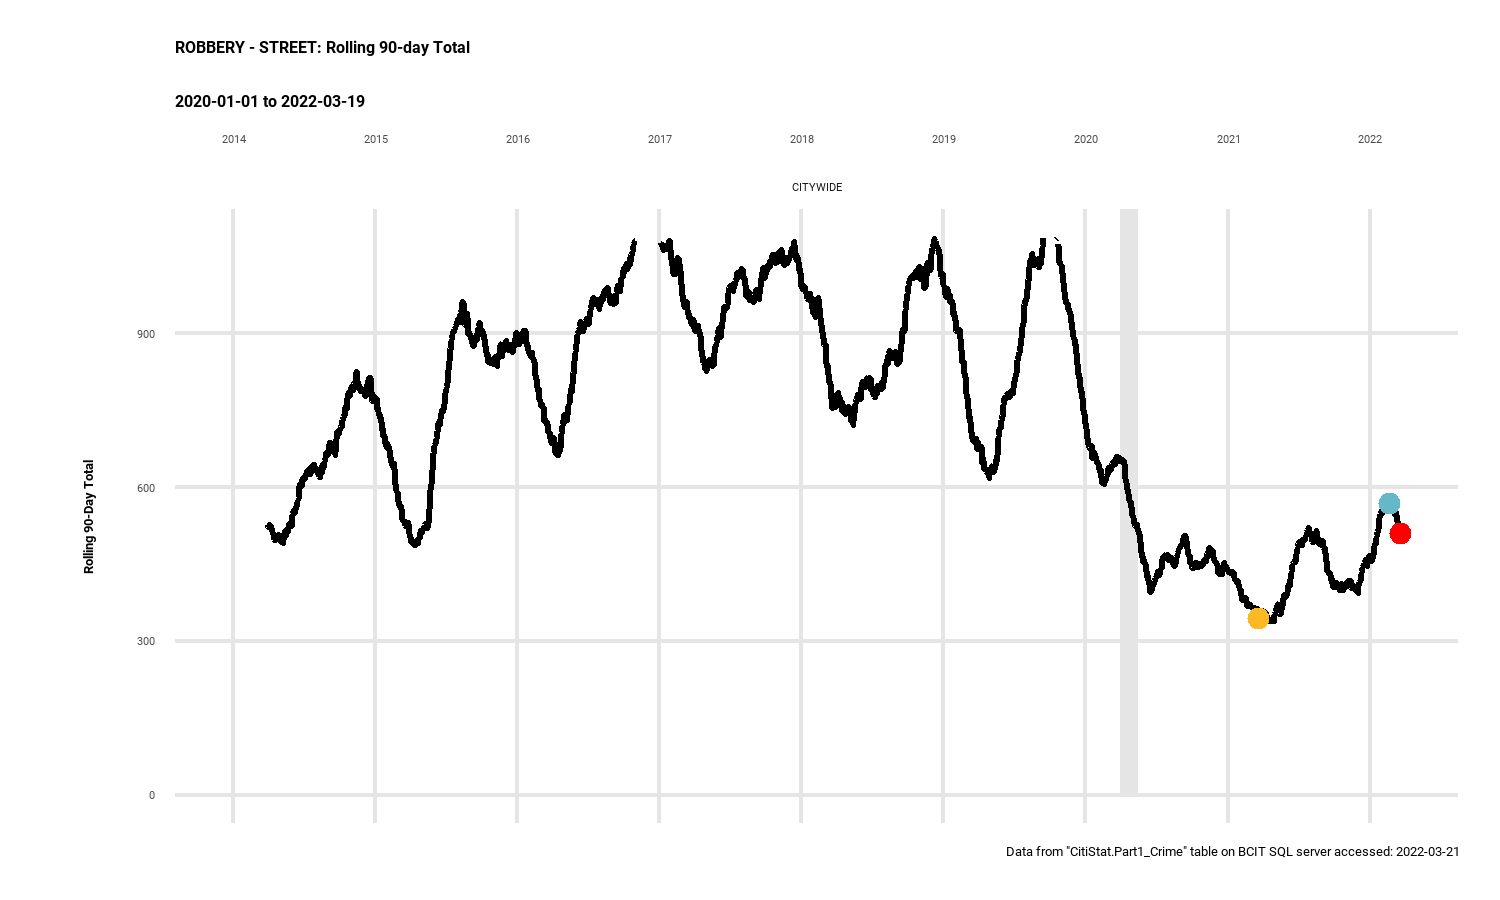 ROBBERY - STREET: Rolling 90-day Total
2020-01-01 to 2022-03-19
2014 2015 2016 2017 2018 2019 2020 2021 2022
CITYWIDE
900
600
300
0
Rolling 90-Day Total
Data from "CitiStat.Part1_Crime" table on BCIT SQL server accessed: 2022-03-21